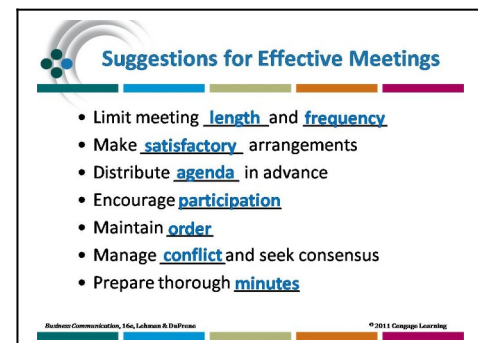 Suggestions for Effective Meetings
• Limit meeting length and frequency
• Make satisfactory arrangements
• Distribute agenda in advance
• Encourage participation
• Maintain order
• Manage conflict and seek consensus
• Prepare thorough minutes
Business Communication, 16e, Lehman & DuFrene
© 2011 Cengage Learning